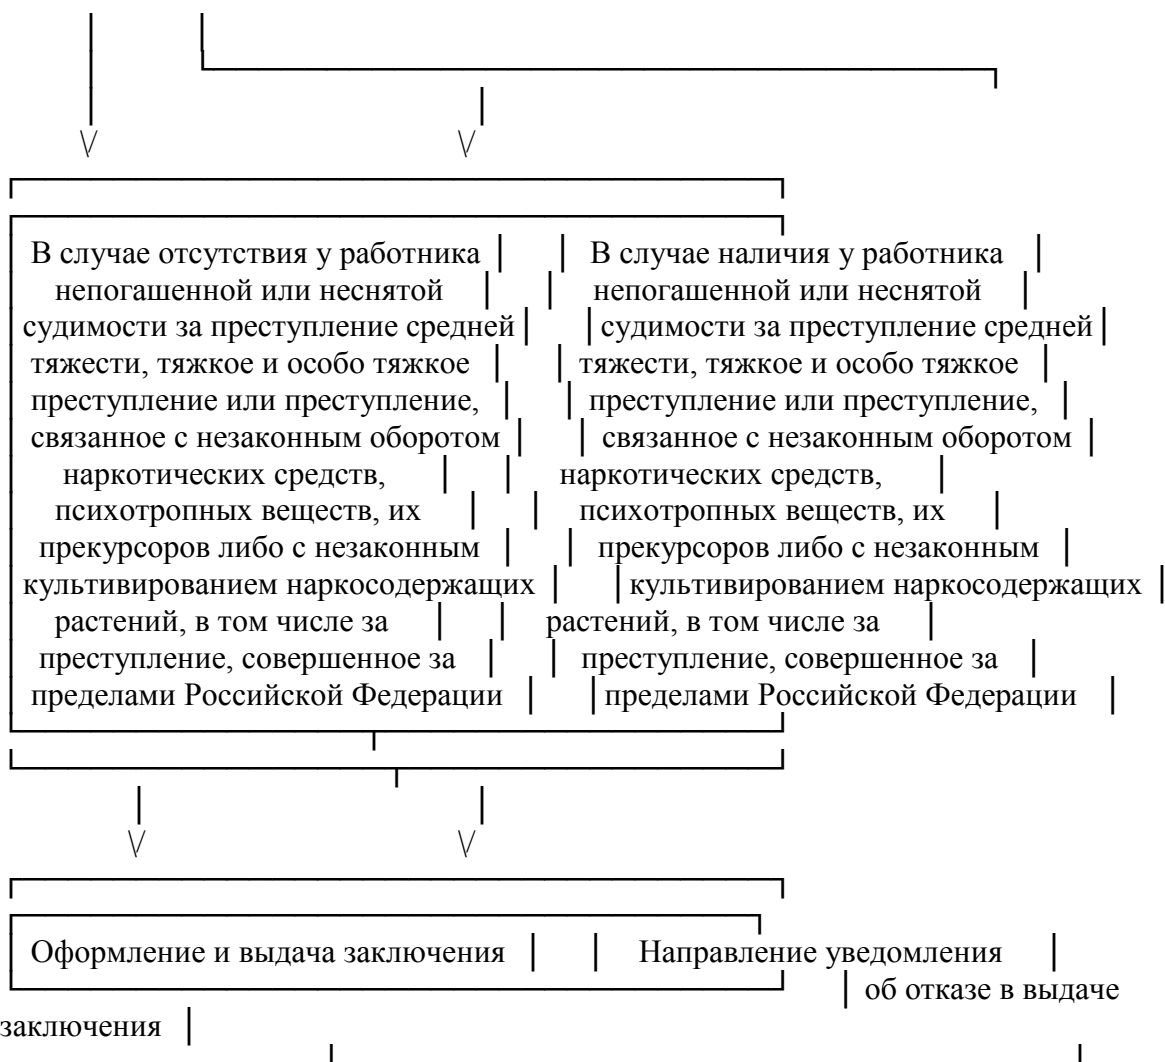 В случае отсутствия у работника │ │ В случае наличия у работника │
непогашенной или неснятой │ │ непогашенной или неснятой │
судимости за преступление средней│ │судимости за преступление средней│
тяжести, тяжкое и особо тяжкое │ │ тяжести, тяжкое и особо тяжкое │
преступление или преступление, │ │ преступление или преступление, │
связанное с незаконным оборотом │ │ связанное с незаконным оборотом │
наркотических средств, │ │ наркотических средств, │
психотропных веществ, их │ │ психотропных веществ, их │
прекурсоров либо с незаконным │ │ прекурсоров либо с незаконным │
культивированием наркосодержащих │ │культивированием наркосодержащих │
растений, в том числе за │ │ растений, в том числе за │
преступление, совершенное за │ │ преступление, совершенное за │
пределами Российской Федерации │ │пределами Российской Федерации │
Оформление и выдача заключения │ │ Направление уведомления │
│ об отказе в выдаче
заключения │